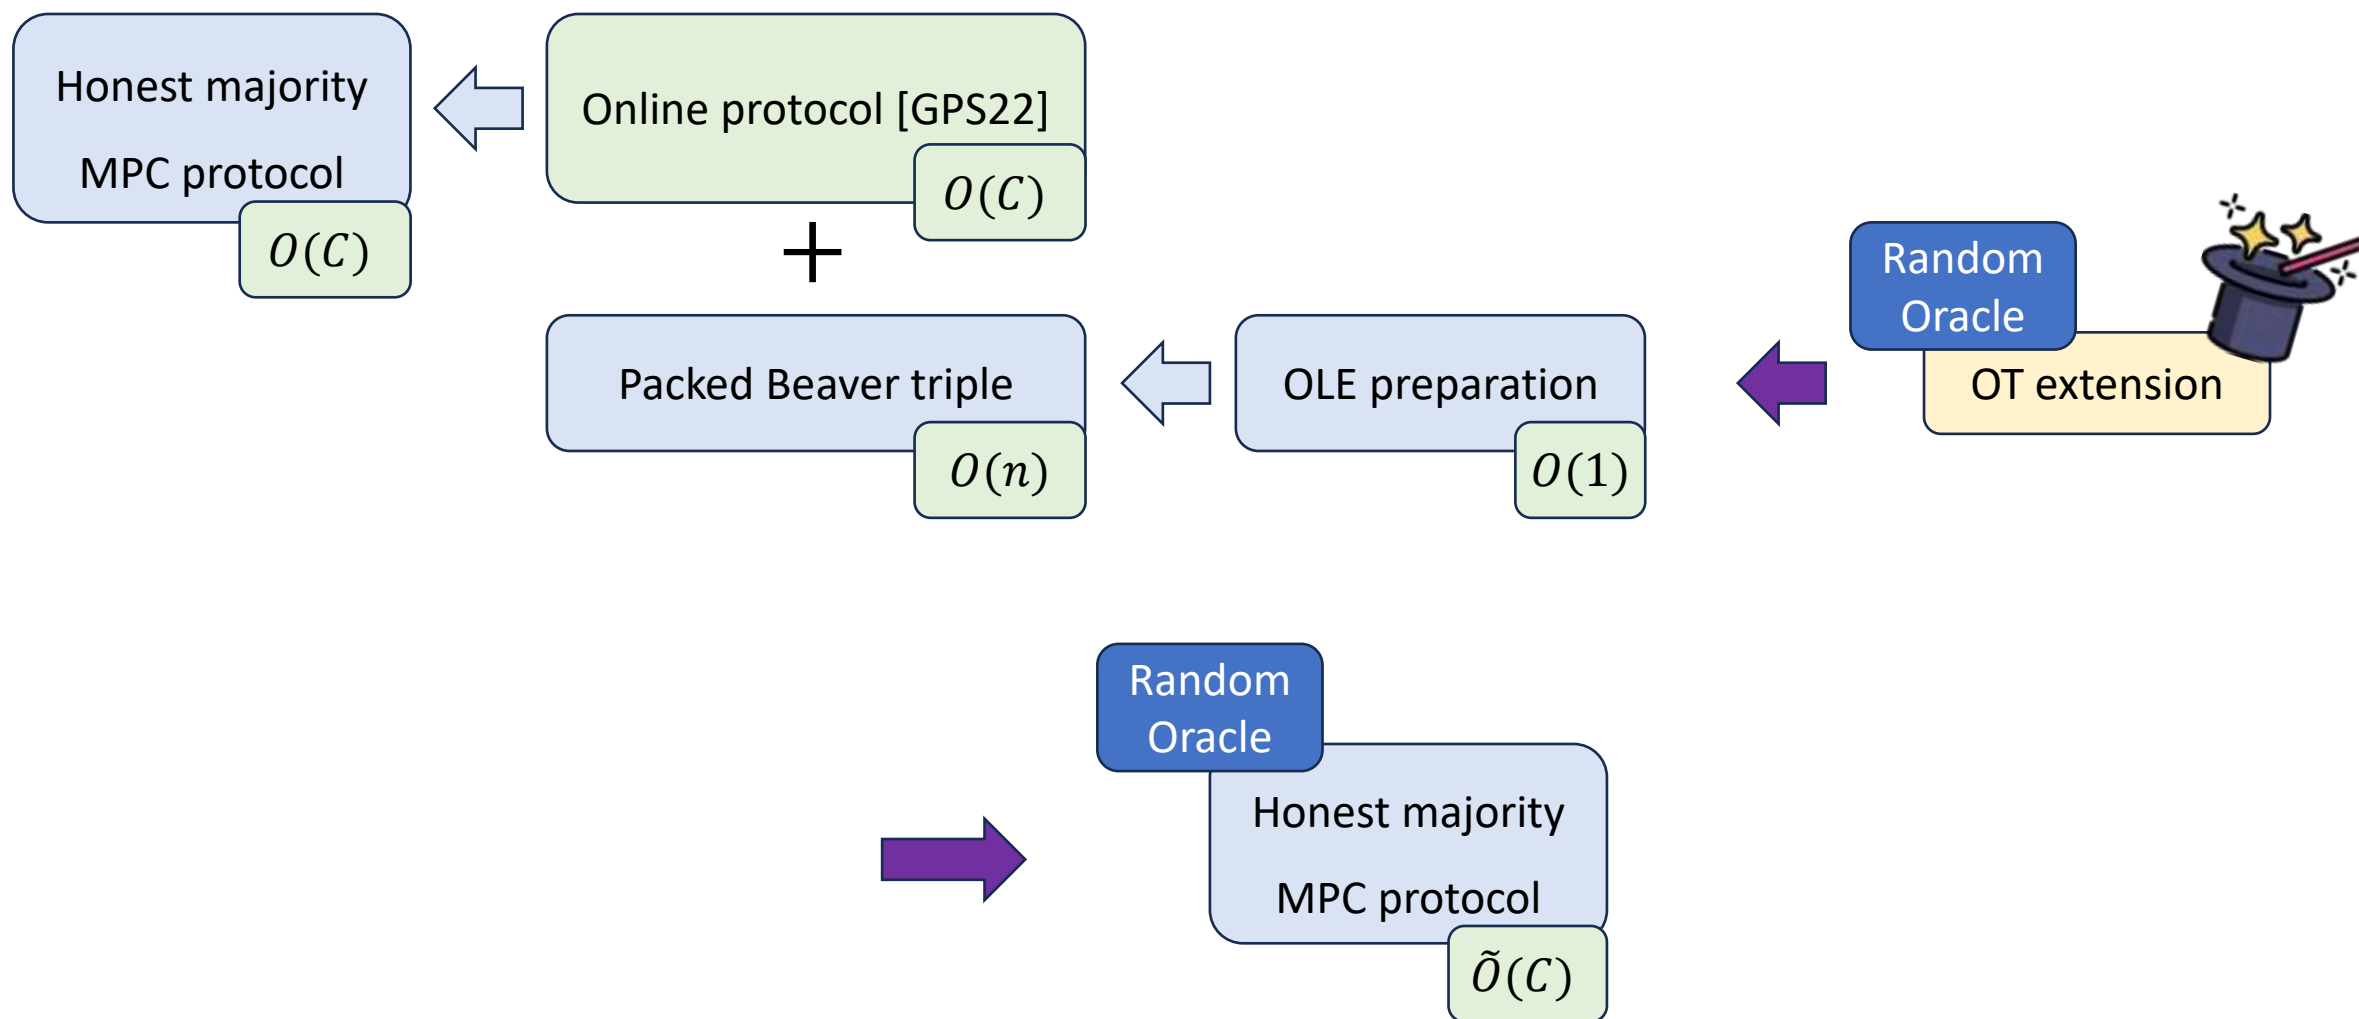 Honest majority
MPC protocol
O(C)
Online protocol [GPS22]
O(C)
+
Packed Beaver triple
O(n)
OLE preparation
O(1)
Random
Oracle
OT extension
Random
Oracle
Honest majority
MPC protocol
Õ(C)